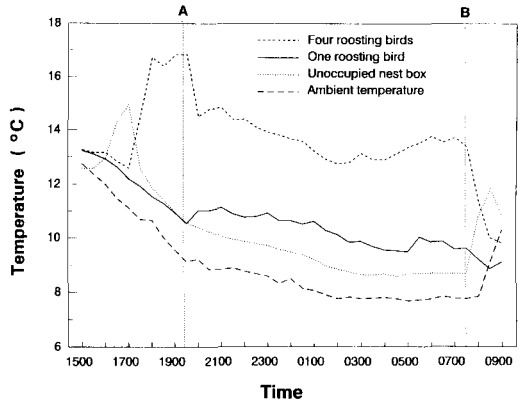 A
B
18
16
14
12
10
8
6
Temperature ( °C )
Four roosting birds
One roosting bird
Unoccupied nest box
Ambient temperature
1500 1700 1900 2100 2300 0100 0300 0500 0700 0900
Time